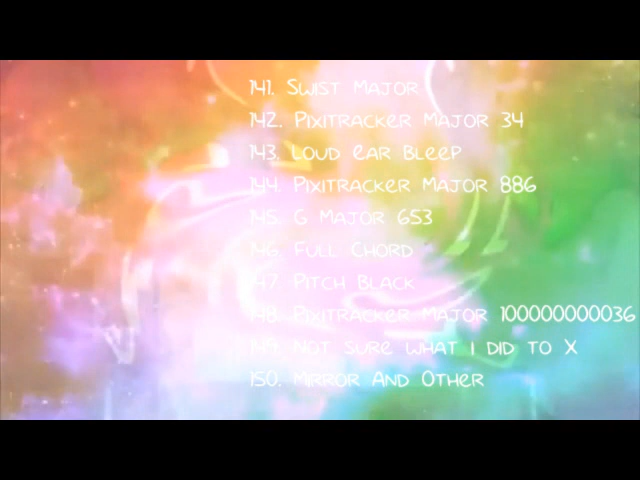 141. Swist Major
142. Pixitracker Major 34
143. Loud Ear Bleep
144. Pixitracker Major 886
145. G Major 653
146. Full Chord
147. Pitch Black
148. Pixitracker Major 100000000036
149. Not Sure What I Did To X
150. Mirror And Other